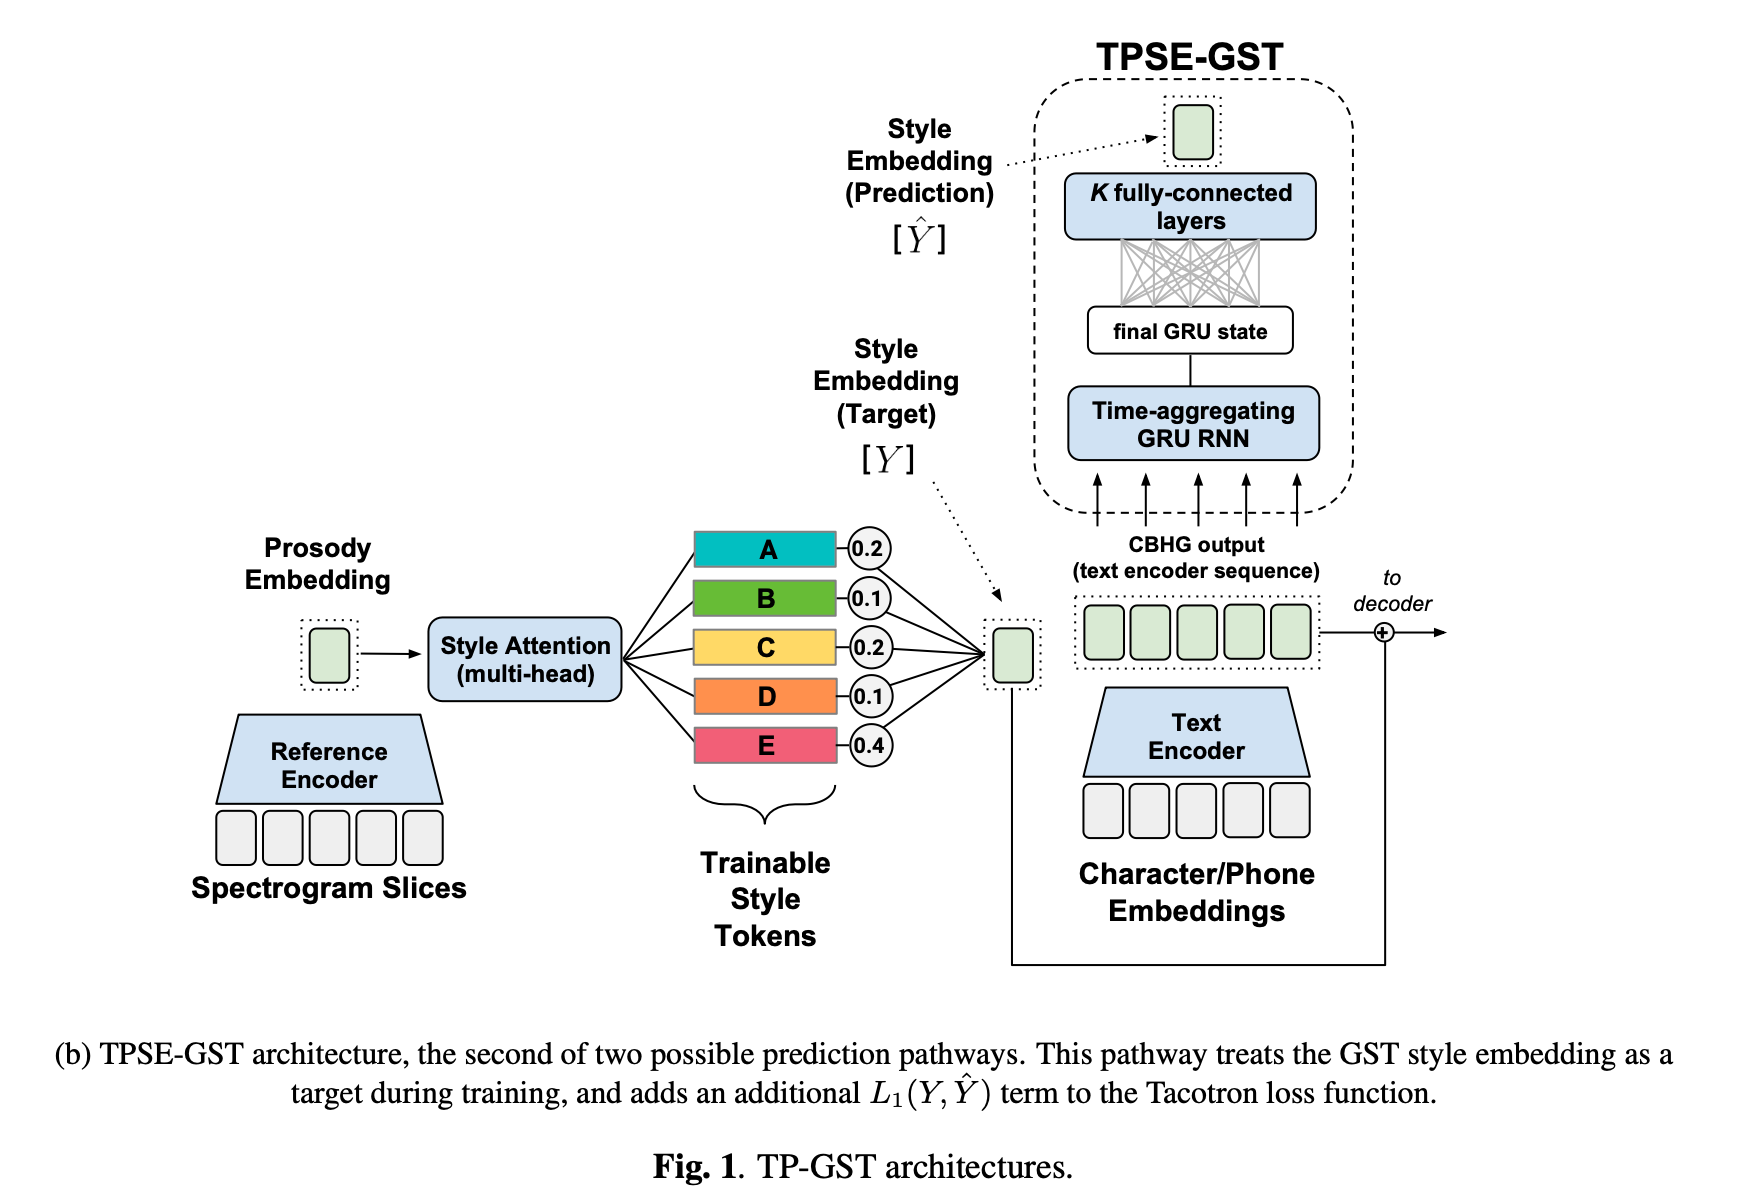 TPSE-GST
Style
Embedding
(Prediction)
[Ŷ]
K fully-connected
layers
final GRU state
Time-aggregating
GRU RNN
Style
Embedding
(Target)
[Y]
CBHG output
(text encoder sequence)
to
decoder
Prosody
Embedding
Style Attention
(multi-head)
A 0.2
B 0.1
C 0.2
D 0.1
E 0.4
Reference
Encoder
Spectrogram Slices
Trainable
Style
Tokens
Text
Encoder
Character/Phone
Embeddings
(b) TPSE-GST architecture, the second of two possible prediction pathways. This pathway treats the GST style embedding as a
target during training, and adds an additional L₁(Y, Ŷ) term to the Tacotron loss function.
Fig. 1. TP-GST architectures.